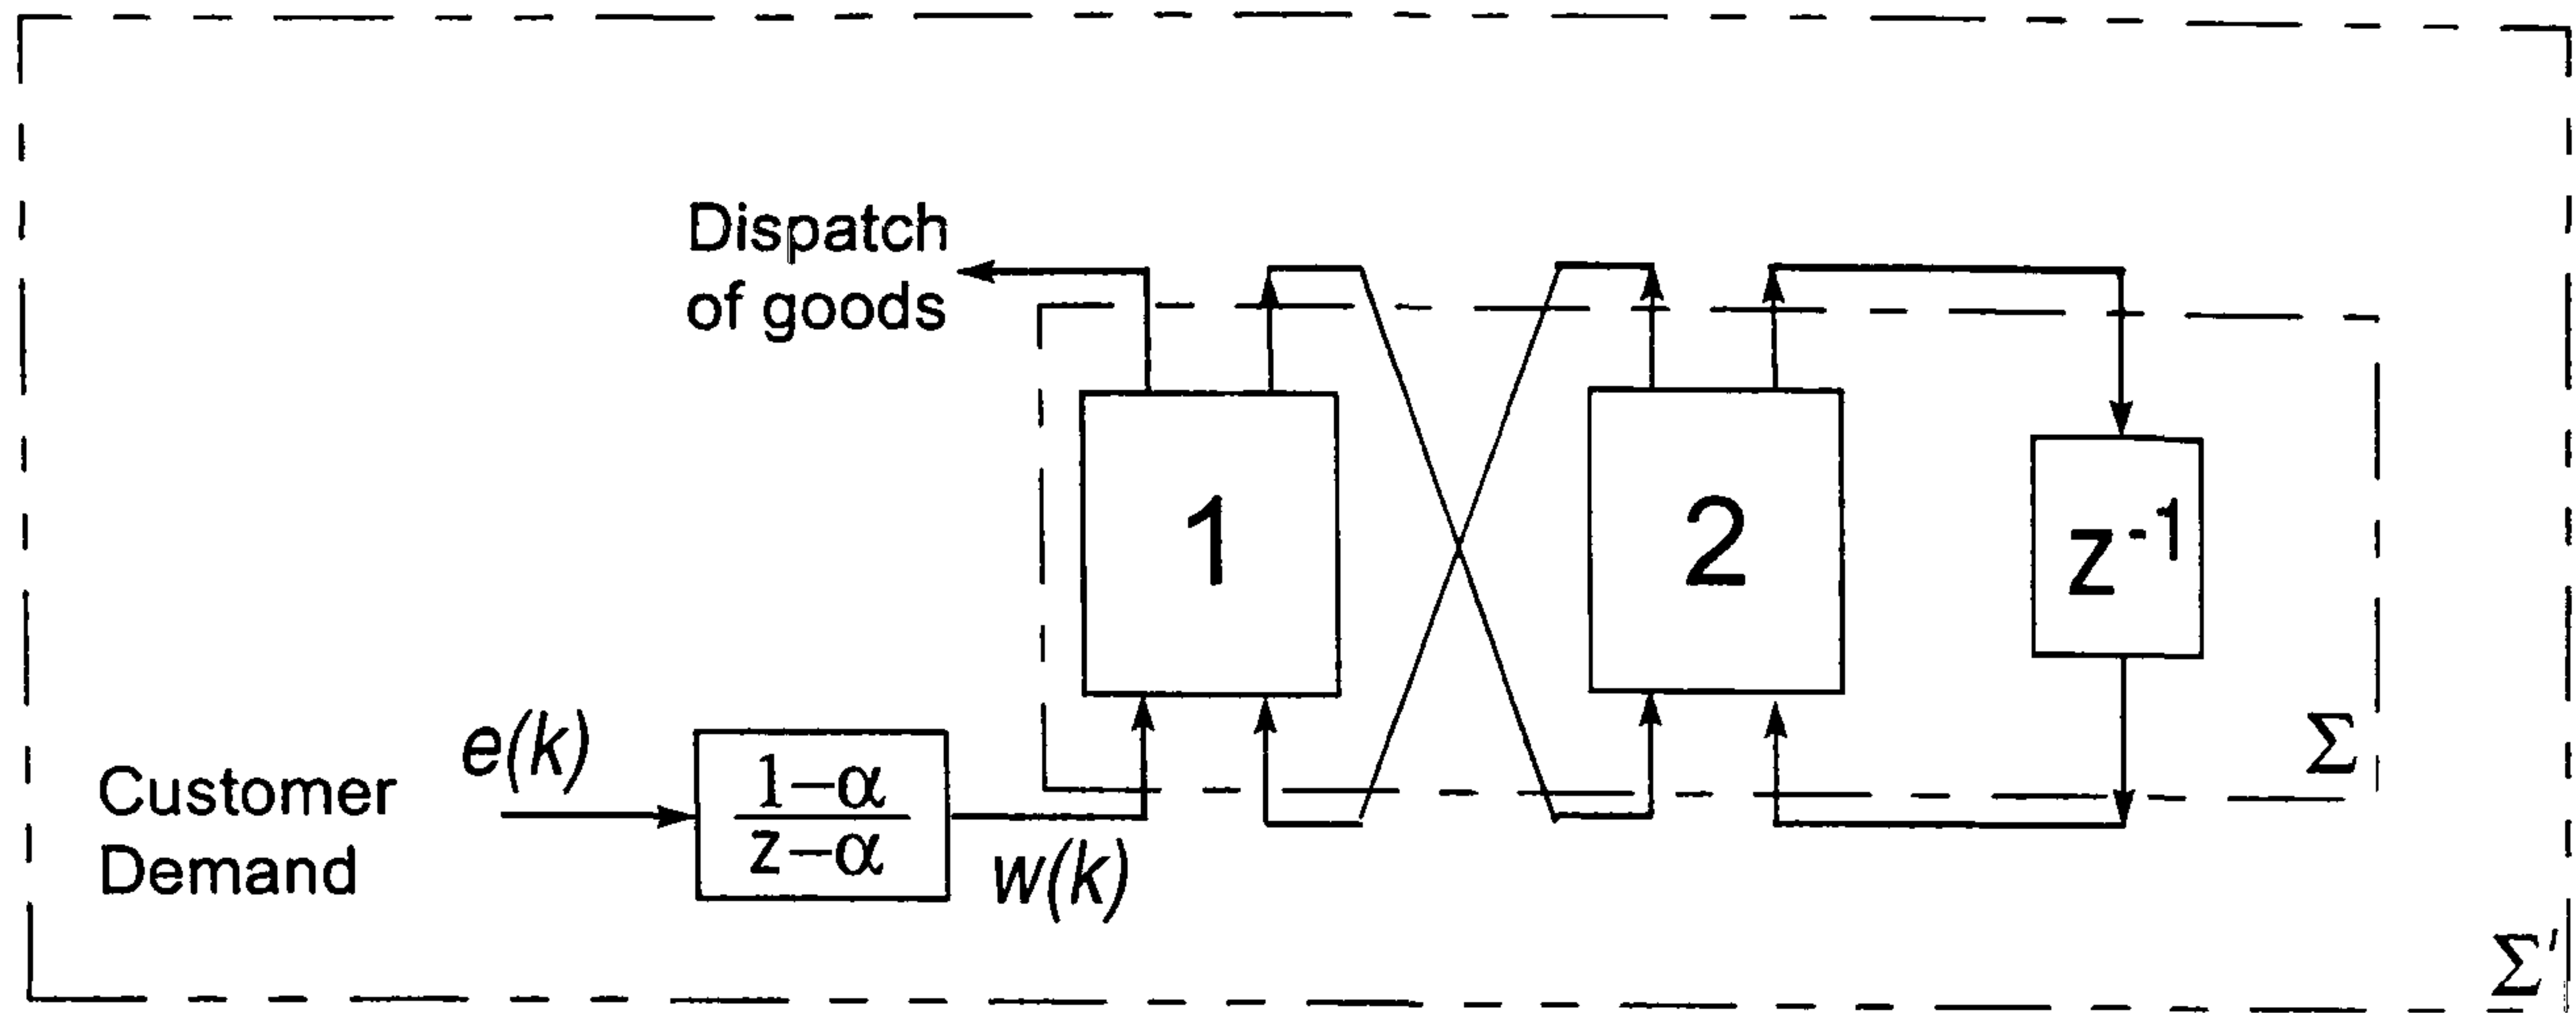 Dispatch
of goods
1
2
z⁻¹
Σ
e(k)
Customer
Demand
1−α
z−α
w(k)
Σ'